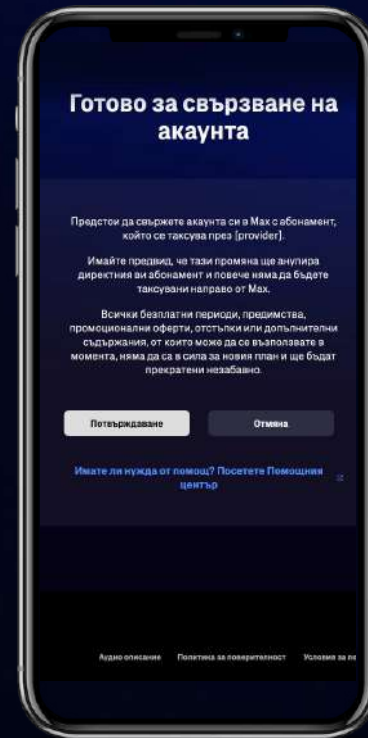 Готово за свързване на
акаунта
Предстои да свържете акаунта си в Max с абонамент,
който се таксува през [provider].
Имайте предвид, че тази промяна ще анулира
директния ви абонамент и повече няма да бъдете
таксувани направо от Max.
Всички безплатни периоди, предимства,
промоционални оферти, отстъпки или допълнителни
съдържания, от които може да се възползвате в
момента, няма да са в сила за новия план и ще бъдат
прекратени незабавно.
Потвърждаване
Отмяна
Имате ли нужда от помощ? Посетете Помощния
център
Аудио описание Политика за поверителност Условия за